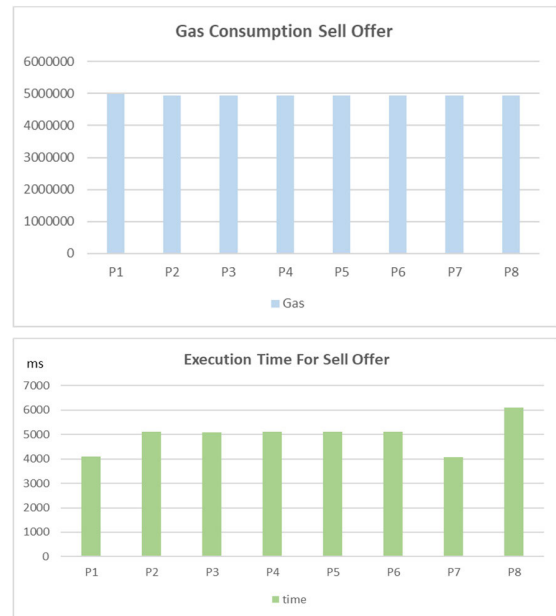 Gas Consumption Sell Offer
6000000
5000000
4000000
3000000
2000000
1000000
0
P1 P2 P3 P4 P5 P6 P7 P8
Gas
Execution Time For Sell Offer
ms
7000
6000
5000
4000
3000
2000
1000
0
P1 P2 P3 P4 P5 P6 P7 P8
time